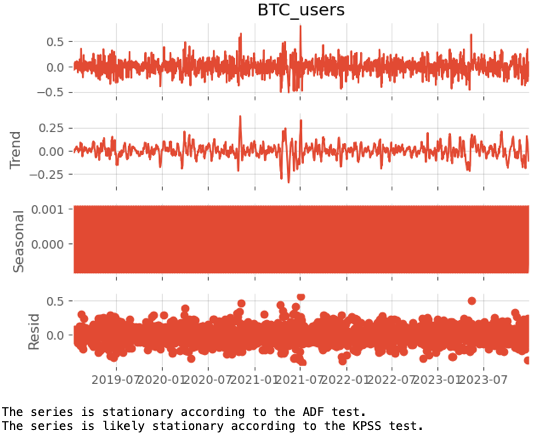 BTC_users
0.5
0.0
−0.5
Trend
0.25
0.00
−0.25
Seasonal
0.001
0.000
Resid
0.5
0.0
2019-07 2020-01 2020-07 2021-01 2021-07 2022-01 2022-07 2023-01 2023-07
The series is stationary according to the ADF test.
The series is likely stationary according to the KPSS test.